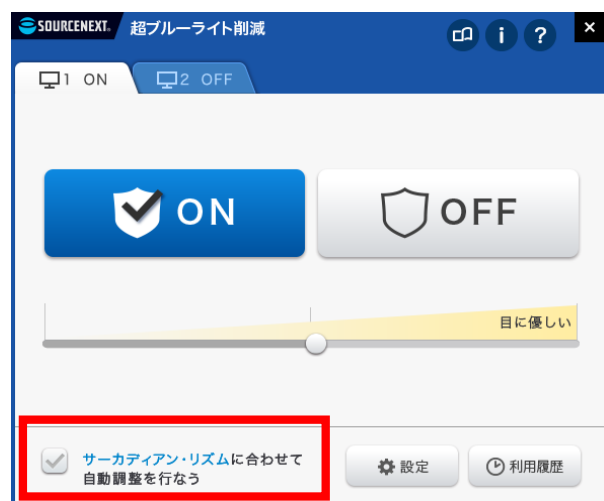 SOURCENEXT. 超ブルーライト削減
i ? ×
1 ON 2 OFF
ON OFF
目に優しい
サーカディアン・リズムに合わせて
自動調整を行なう
設定 利用履歴